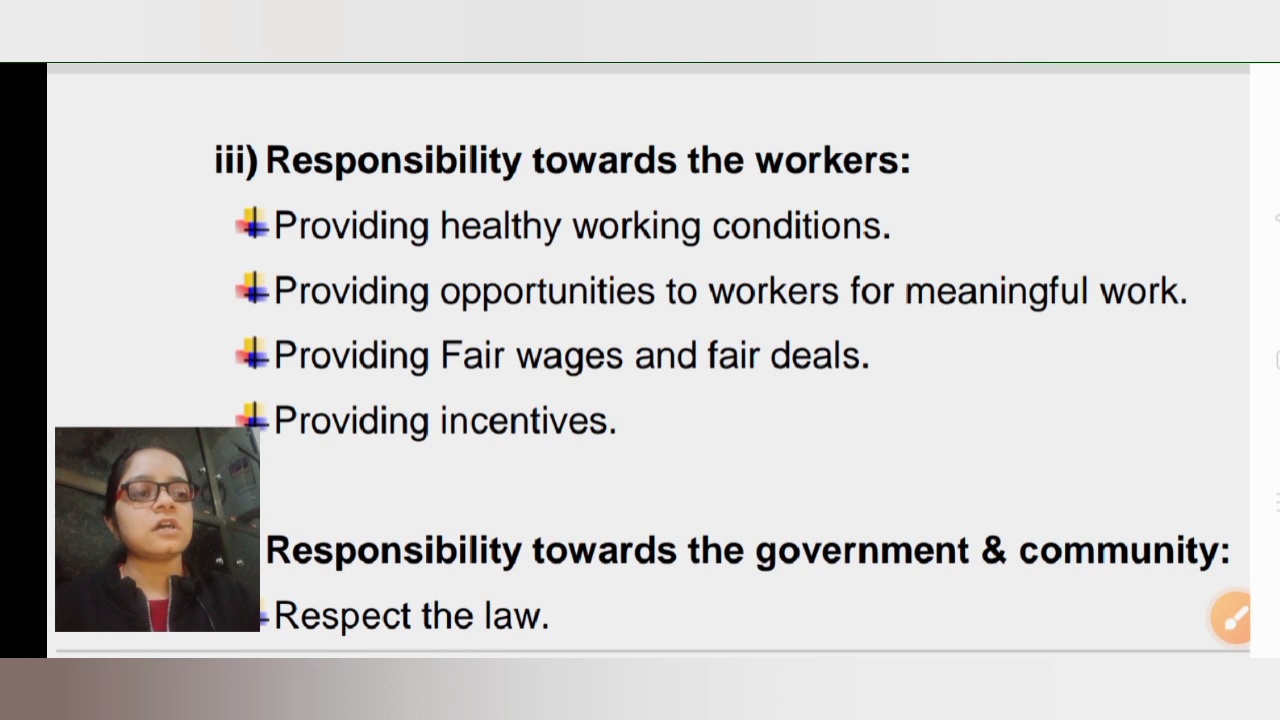 iii) Responsibility towards the workers:
Providing healthy working conditions.
Providing opportunities to workers for meaningful work.
Providing Fair wages and fair deals.
Providing incentives.
Responsibility towards the government & community:
Respect the law.